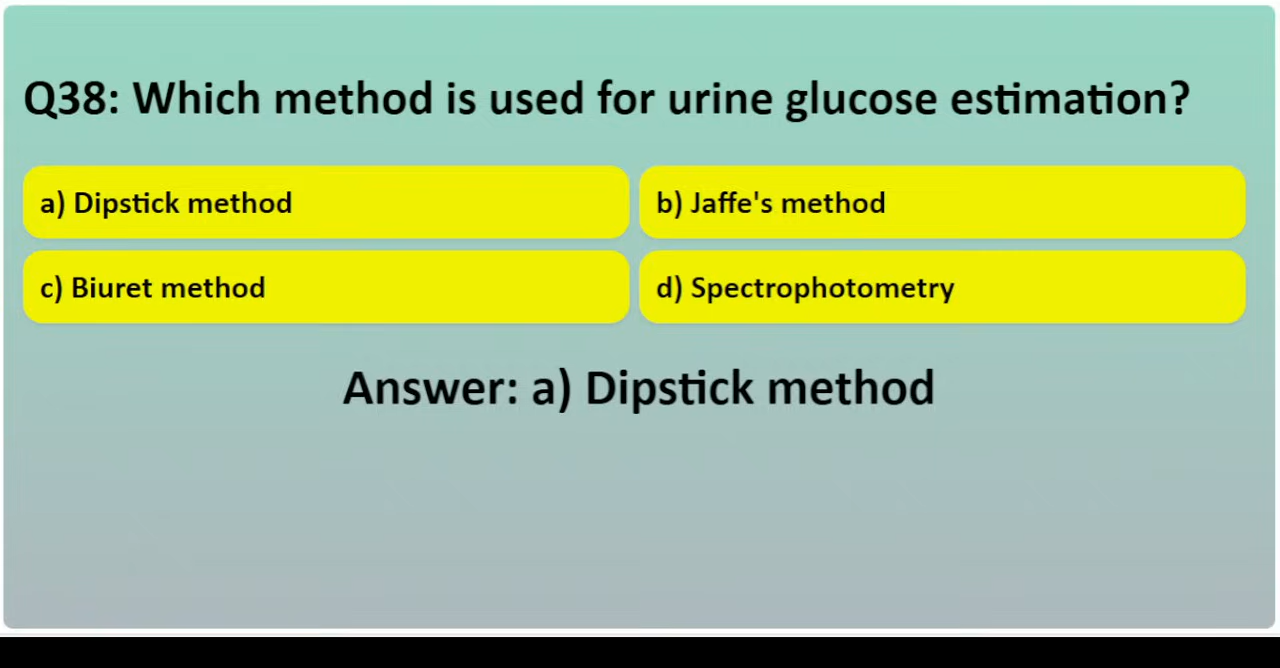 Q38: Which method is used for urine glucose estimation?
a) Dipstick method
b) Jaffe's method
c) Biuret method
d) Spectrophotometry
Answer: a) Dipstick method